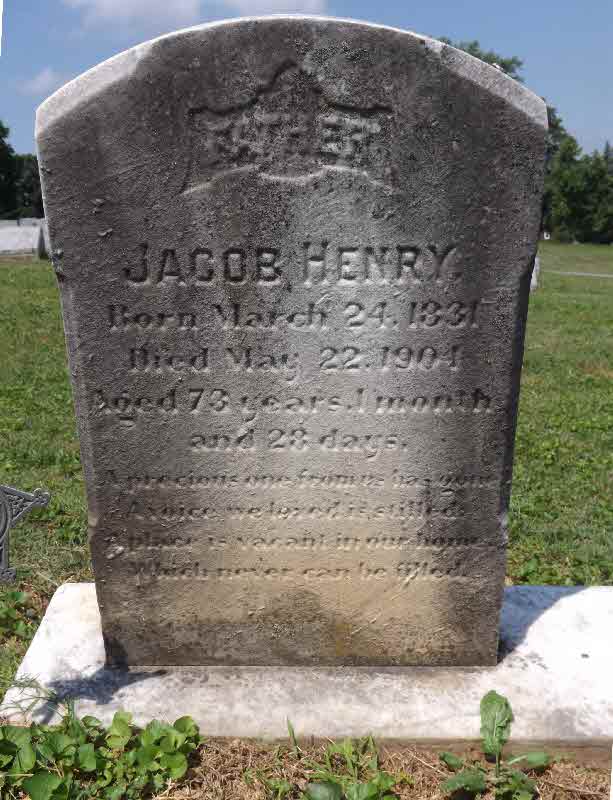 FATHER
JACOB HENRY.
Born March 24, 1831
Died May 22, 1904
Aged 73 years, 1 month
and 28 days.
A precious one from us has gone
A voice we loved is stilled;
A place is vacant in our home
Which never can be filled.